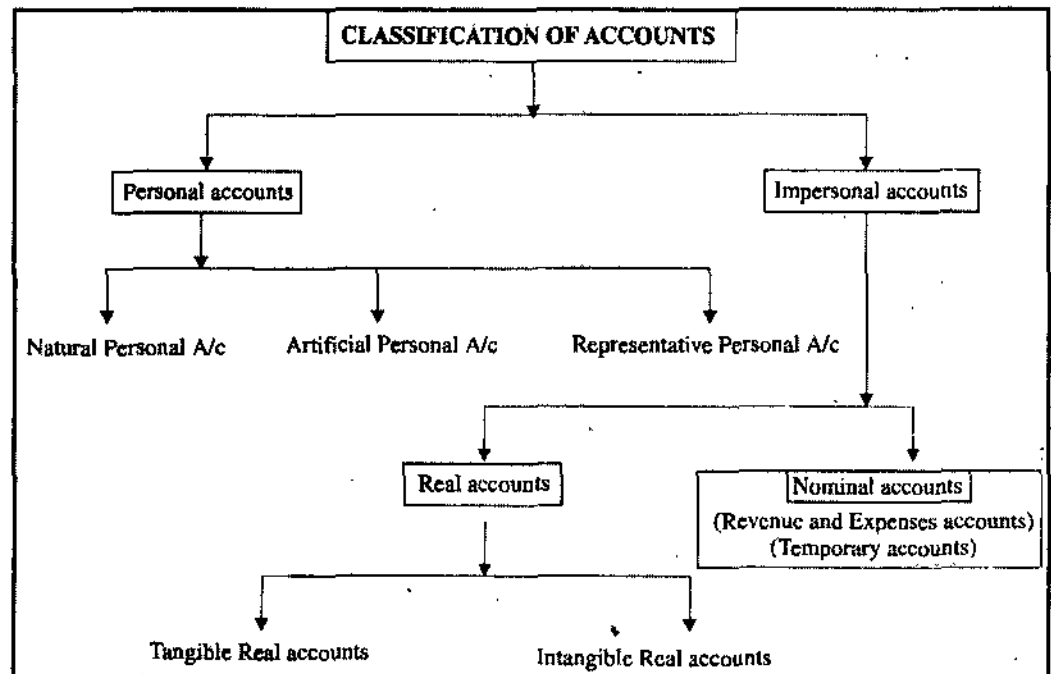 CLASSIFICATION OF ACCOUNTS
Personal accounts
Impersonal accounts
Natural Personal A/c
Artificial Personal A/c
Representative Personal A/c
Real accounts
Nominal accounts
(Revenue and Expenses accounts)
(Temporary accounts)
Tangible Real accounts
Intangible Real accounts